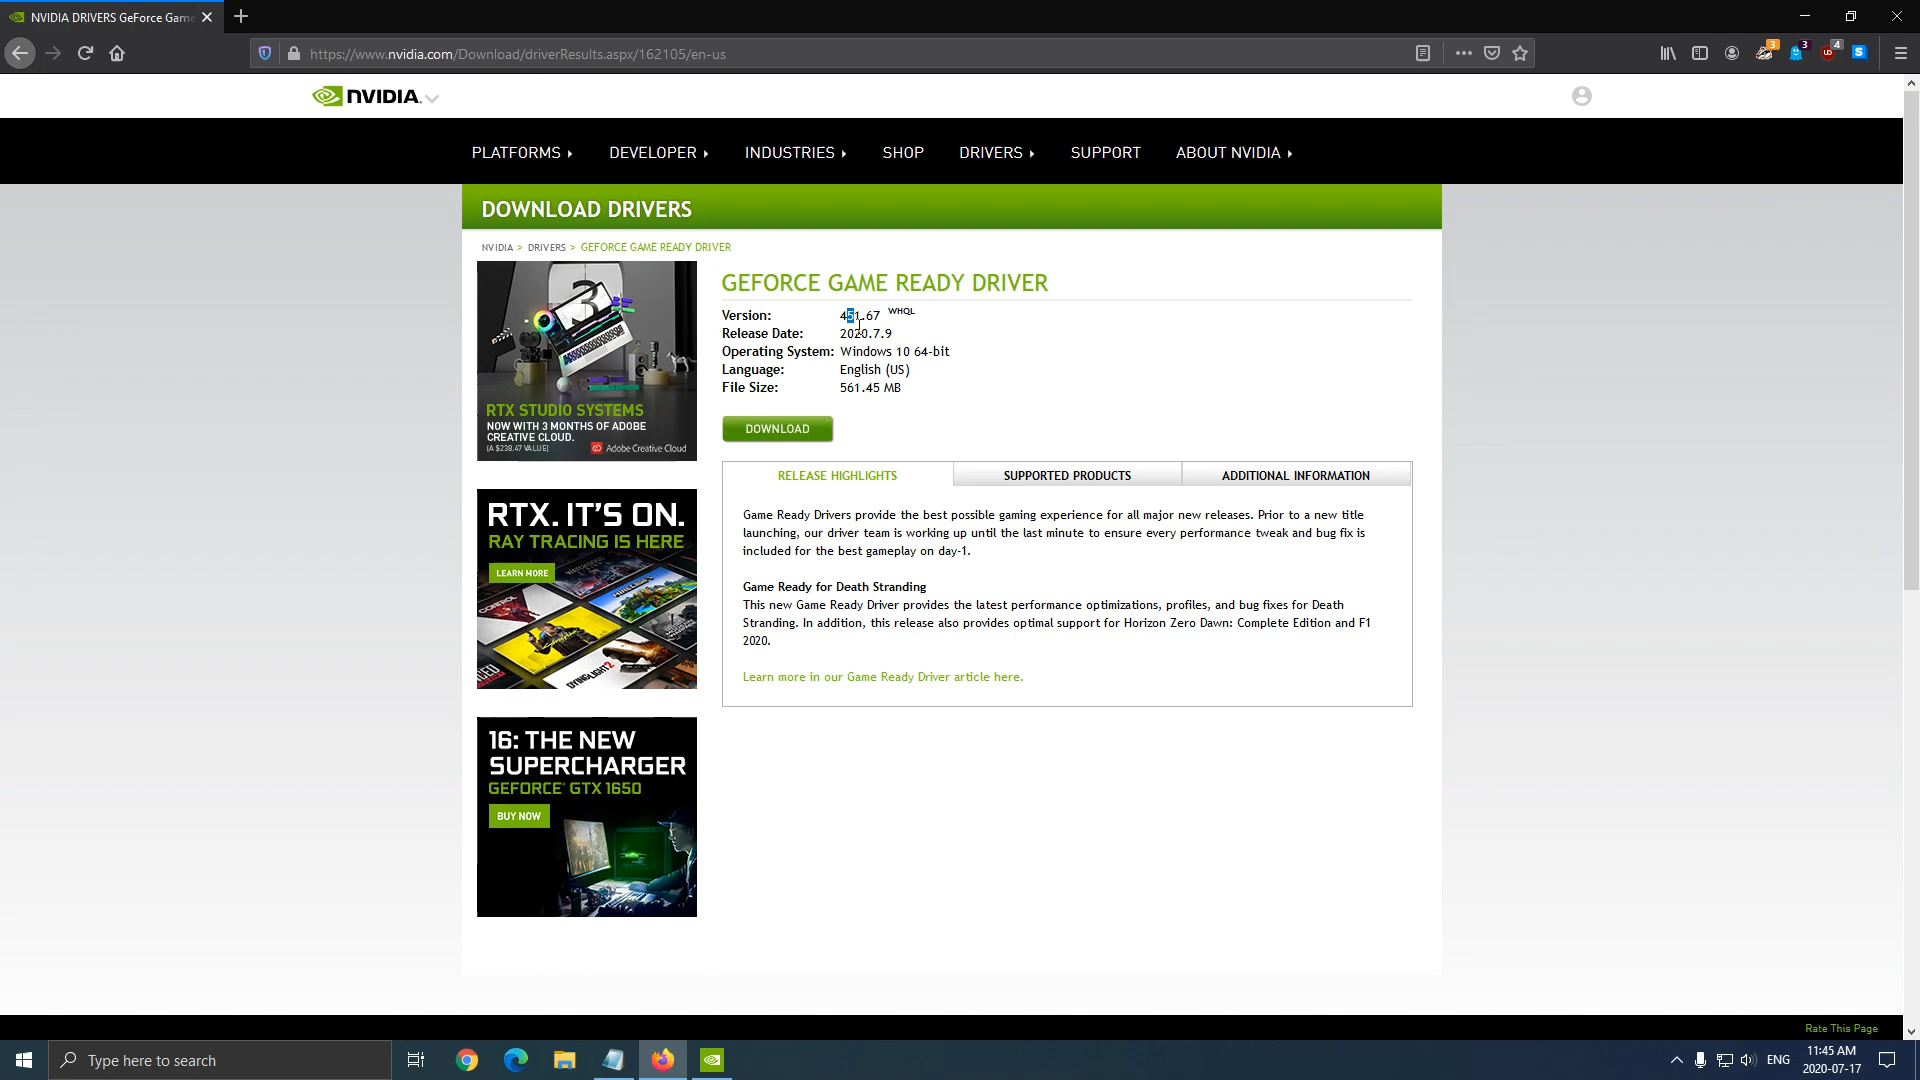 NVIDIA DRIVERS GeForce Game
https://www.nvidia.com/Download/driverResults.aspx/162105/en-us
3
3
4
S
NVIDIA.
PLATFORMS
DEVELOPER
INDUSTRIES
SHOP
DRIVERS
SUPPORT
ABOUT NVIDIA
DOWNLOAD DRIVERS
NVIDIA > DRIVERS > GEFORCE GAME READY DRIVER
GEFORCE GAME READY DRIVER
Version: 451.67 WHQL
Release Date: 2020.7.9
Operating System: Windows 10 64-bit
Language: English (US)
File Size: 561.45 MB
DOWNLOAD
3
RTX STUDIO SYSTEMS
NOW WITH 3 MONTHS OF ADOBE
CREATIVE CLOUD.
(A $238.47 VALUE)
Adobe Creative Cloud
RELEASE HIGHLIGHTS
SUPPORTED PRODUCTS
ADDITIONAL INFORMATION
Game Ready Drivers provide the best possible gaming experience for all major new releases. Prior to a new title
launching, our driver team is working up until the last minute to ensure every performance tweak and bug fix is
included for the best gameplay on day-1.
Game Ready for Death Stranding
This new Game Ready Driver provides the latest performance optimizations, profiles, and bug fixes for Death
Stranding. In addition, this release also provides optimal support for Horizon Zero Dawn: Complete Edition and F1
2020.
Learn more in our Game Ready Driver article here.
RTX. IT'S ON.
RAY TRACING IS HERE
LEARN MORE
CONTROL
MINECRAFT
DYING LIGHT 2
16: THE NEW
SUPERCHARGER
GEFORCE® GTX 1650
BUY NOW
Rate This Page
Type here to search
ENG
11:45 AM
2020-07-17